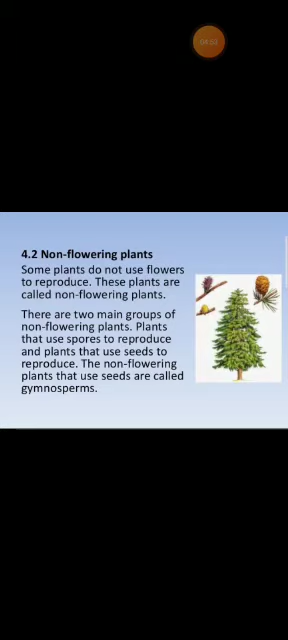 04:53
4.2 Non-flowering plants
Some plants do not use flowers
to reproduce. These plants are
called non-flowering plants.
There are two main groups of
non-flowering plants. Plants
that use spores to reproduce
and plants that use seeds to
reproduce. The non-flowering
plants that use seeds are called
gymnosperms.